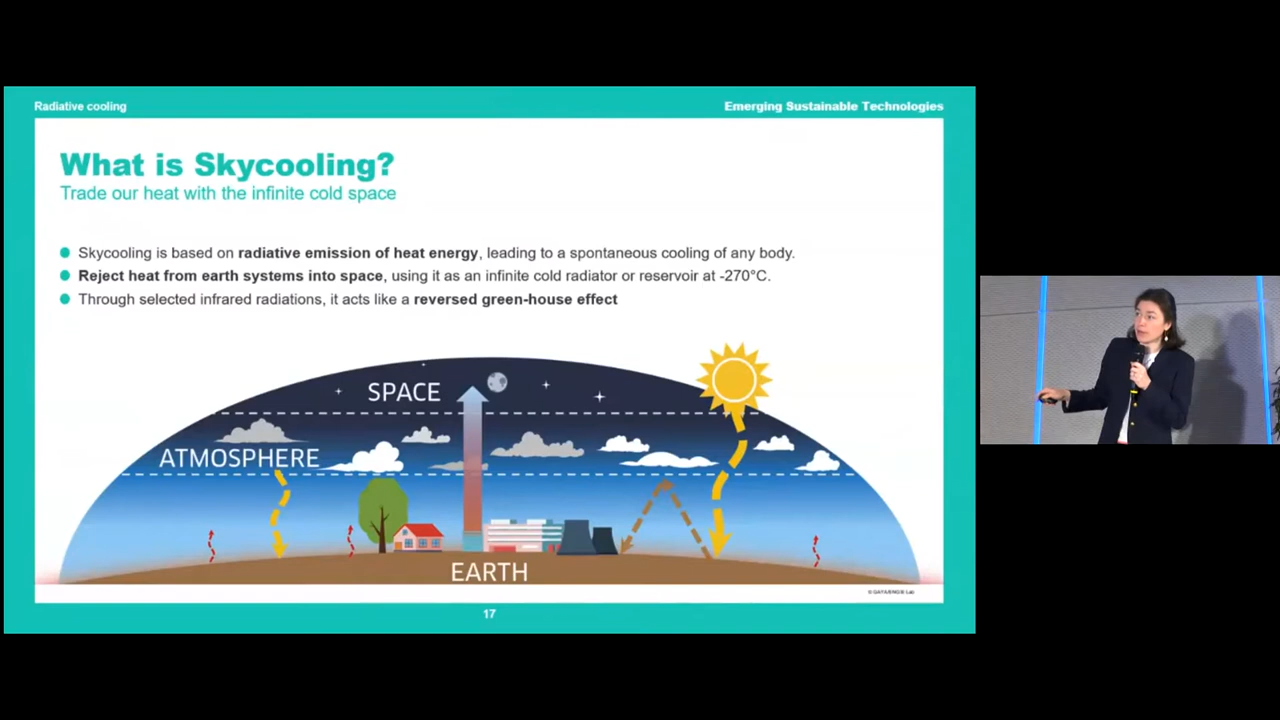 Radiative cooling
Emerging Sustainable Technologies
What is Skycooling?
Trade our heat with the infinite cold space
Skycooling is based on radiative emission of heat energy, leading to a spontaneous cooling of any body.
Reject heat from earth systems into space, using it as an infinite cold radiator or reservoir at -270°C.
Through selected infrared radiations, it acts like a reversed green-house effect
SPACE
ATMOSPHERE
EARTH
17